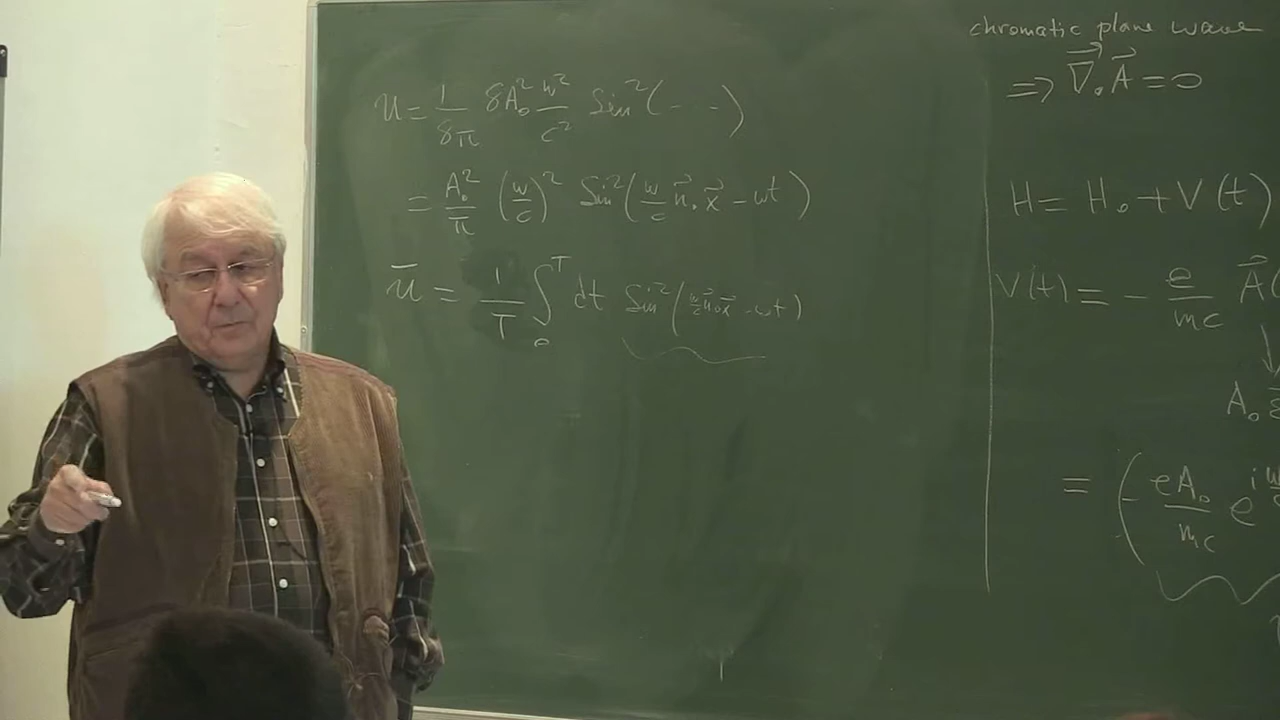 u = 1/8π 8A₀² w²/c² Sin²(---)
= A₀²/π (w/c)² Sin²(w/c n⃗.x⃗ - wt)
ū = 1/T ∫₀ᵀ dt Sin²(w/c n⃗.x⃗ - wt)
chromatic plane wave
=> ∇⃗.A⃗ = 0
H = H₀ + V(t)
V(t) = - e/mc A⃗(
↓
A₀ ε
= (- eA₀/mc e^i w